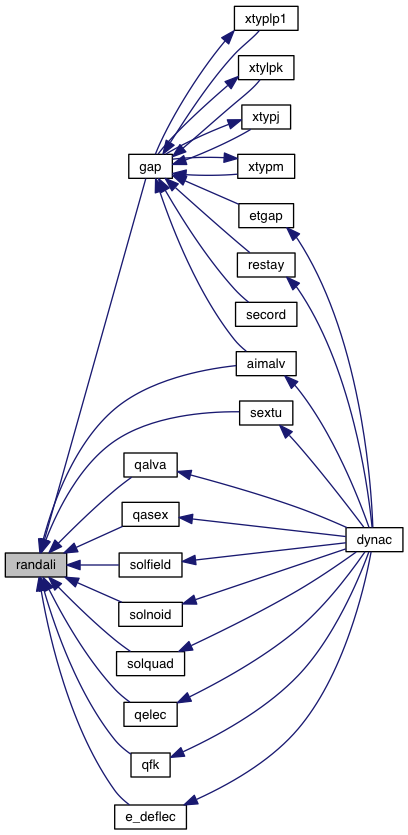 xtyplp1
xtylpk
xtypj
gap
xtypm
etgap
restay
secord
aimalv
sextu
qalva
qasex
dynac
randali
solfield
solnoid
solquad
qelec
qfk
e_deflec